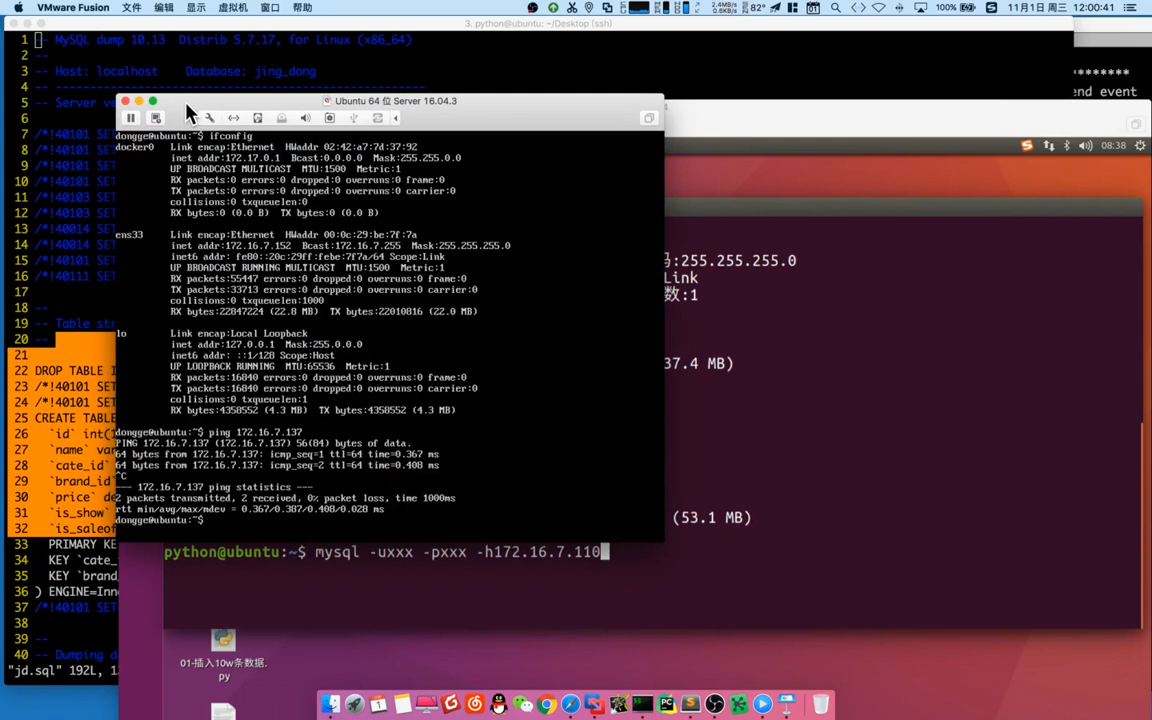 VMware Fusion 文件 编辑 显示 虚拟机 窗口 帮助 2.4MB/s 0.6KB/s 82° 100% 11月1日 周三 12:00:41
3. python@ubuntu: ~/Desktop (ssh)
1 -- MySQL dump 10.13  Distrib 5.7.17, for Linux (x86_64)
2 --
3 -- Host: localhost    Database: jing_dong
4 -- ------------------------------------------------------
5 -- Server ve
6
7 /*!40101 SET
8 /*!40101 SET
9 /*!40101 SET
10 /*!40101 SET
11 /*!40103 SET
12 /*!40103 SET
13 /*!40014 SET
14 /*!40014 SET
15 /*!40101 SET
16 /*!40111 SET
17
18 --
19 -- Table str
20 --
21
22 DROP TABLE I
23 /*!40101 SET
24 /*!40101 SET
25 CREATE TABLE
26 `id` int(
27 `name` var
28 `cate_id`
29 `brand_id
30 `price` de
31 `is_show`
32 `is_saleof
33 PRIMARY KE
34 KEY `cate_
35 KEY `brand
36 ) ENGINE=Inn
37 /*!40101 SET
38
39 --
40 -- Dumping d
"jd.sql" 192L, 1
********
end event
Ubuntu 64 位 Server 16.04.3
dongge@ubuntu:~$ ifconfig
docker0   Link encap:Ethernet  HWaddr 02:42:a7:7d:37:92
inet addr:172.17.0.1  Bcast:0.0.0.0  Mask:255.255.0.0
UP BROADCAST MULTICAST  MTU:1500  Metric:1
RX packets:0 errors:0 dropped:0 overruns:0 frame:0
TX packets:0 errors:0 dropped:0 overruns:0 carrier:0
collisions:0 txqueuelen:0
RX bytes:0 (0.0 B)  TX bytes:0 (0.0 B)
ens33     Link encap:Ethernet  HWaddr 00:0c:29:be:7f:7a
inet addr:172.16.7.152  Bcast:172.16.7.255  Mask:255.255.255.0
inet6 addr: fe80::20c:29ff:febe:7f7a/64 Scope:Link
UP BROADCAST RUNNING MULTICAST  MTU:1500  Metric:1
RX packets:55447 errors:0 dropped:0 overruns:0 frame:0
TX packets:33713 errors:0 dropped:0 overruns:0 carrier:0
collisions:0 txqueuelen:1000
RX bytes:22847224 (22.8 MB)  TX bytes:22010816 (22.0 MB)
lo        Link encap:Local Loopback
inet addr:127.0.0.1  Mask:255.0.0.0
inet6 addr: ::1/128 Scope:Host
UP LOOPBACK RUNNING  MTU:65536  Metric:1
RX packets:16840 errors:0 dropped:0 overruns:0 frame:0
TX packets:16840 errors:0 dropped:0 overruns:0 carrier:0
collisions:0 txqueuelen:1
RX bytes:4358552 (4.3 MB)  TX bytes:4358552 (4.3 MB)
dongge@ubuntu:~$ ping 172.16.7.137
PING 172.16.7.137 (172.16.7.137) 56(84) bytes of data.
64 bytes from 172.16.7.137: icmp_seq=1 ttl=64 time=0.367 ms
64 bytes from 172.16.7.137: icmp_seq=2 ttl=64 time=0.408 ms
^C
--- 172.16.7.137 ping statistics ---
2 packets transmitted, 2 received, 0% packet loss, time 1000ms
rtt min/avg/max/mdev = 0.367/0.387/0.408/0.028 ms
dongge@ubuntu:~$
08:38
码:255.255.255.0
Link
数:1
37.4 MB)
(53.1 MB)
python@ubuntu:~$ mysql -uxxx -pxxx -h172.16.7.110
01-插入10w条数据.
py